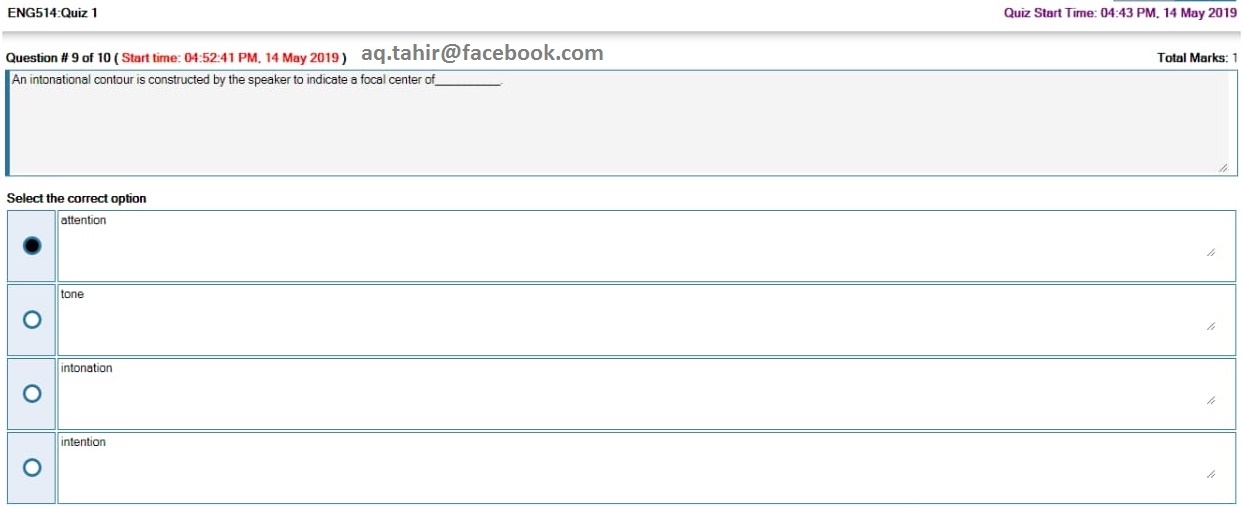 ENG514:Quiz 1 Quiz Start Time: 04:43 PM, 14 May 2019
Question # 9 of 10 ( Start time: 04:52:41 PM, 14 May 2019 ) aq.tahir@facebook.com Total Marks: 1
An intonational contour is constructed by the speaker to indicate a focal center of__________.
Select the correct option
attention
tone
intonation
intention